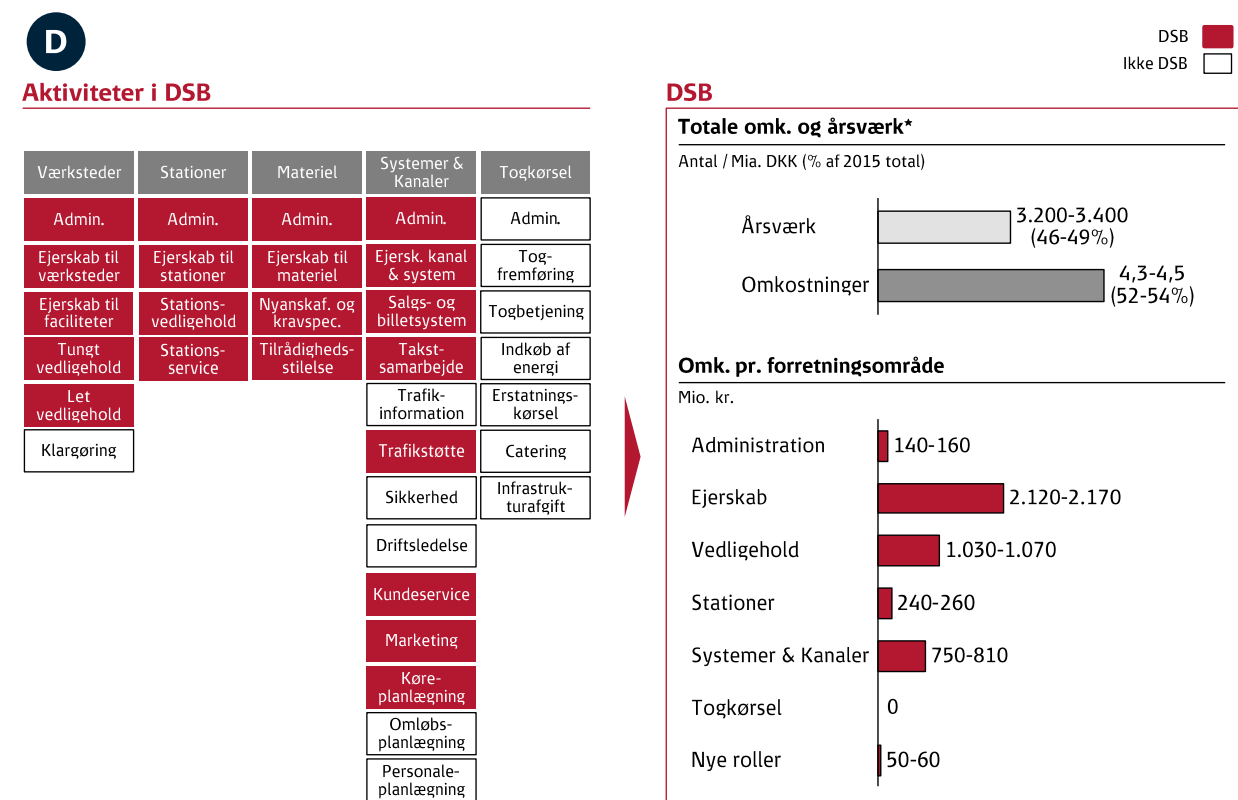 D
DSB
Ikke DSB
Aktiviteter i DSB
Værksteder
Admin.
Ejerskab til
værksteder
Ejerskab til
faciliteter
Tungt
vedligehold
Let
vedligehold
Klargøring
Stationer
Admin.
Ejerskab til
stationer
Stations-
vedligehold
Stations-
service
Materiel
Admin.
Ejerskab til
materiel
Nyanskaf. og
kravspec.
Tilrådigheds-
stilelse
Systemer &
Kanaler
Admin.
Ejersk. kanal
& system
Salgs- og
billetsystem
Takst-
samarbejde
Trafik-
information
Trafikstøtte
Sikkerhed
Driftsledelse
Kundeservice
Marketing
Køre-
planlægning
Omløbs-
planlægning
Personale-
planlægning
Togkørsel
Admin.
Tog-
fremføring
Togbetjening
Indkøb af
energi
Erstatnings-
kørsel
Catering
Infrastruk-
turafgift
DSB
Totale omk. og årsværk*
Antal / Mia. DKK (% af 2015 total)
Årsværk
3.200-3.400
(46-49%)
Omkostninger
4,3-4,5
(52-54%)
Omk. pr. forretningsområde
Mio. kr.
Administration 140-160
Ejerskab 2.120-2.170
Vedligehold 1.030-1.070
Stationer 240-260
Systemer & Kanaler 750-810
Togkørsel 0
Nye roller 50-60